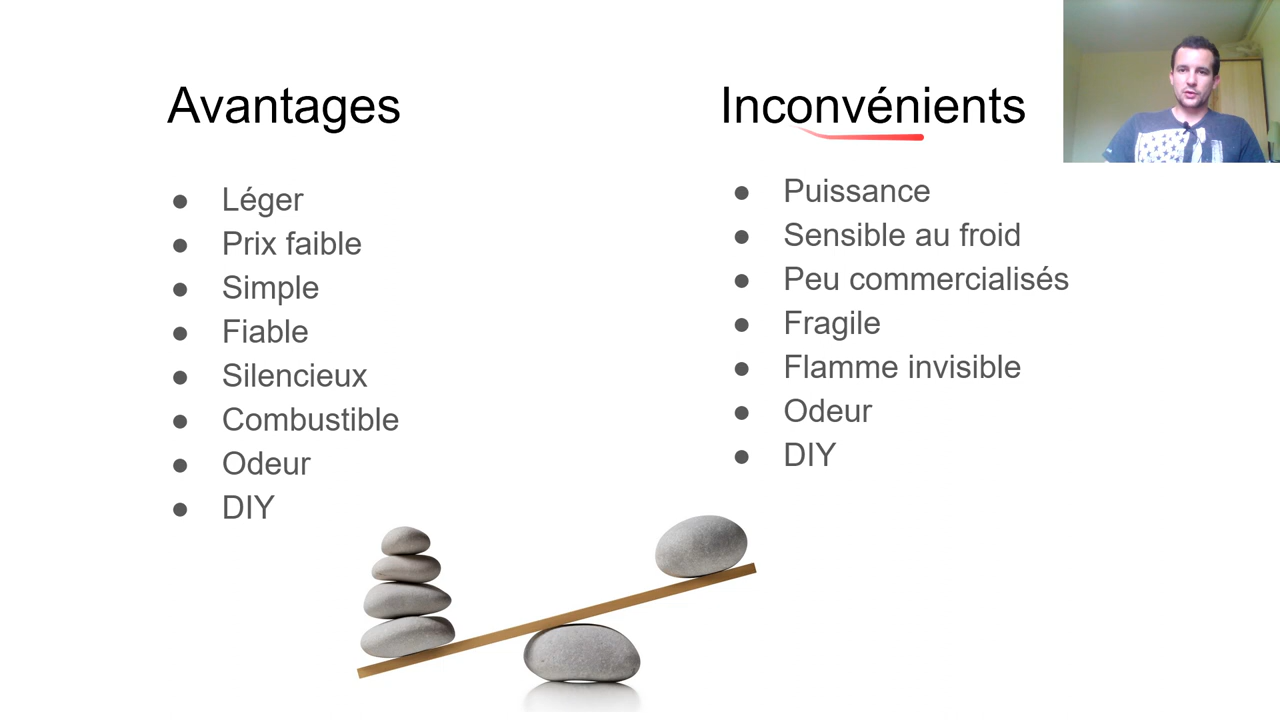 Avantages
● Léger
● Prix faible
● Simple
● Fiable
● Silencieux
● Combustible
● Odeur
● DIY
Inconvénients
● Puissance
● Sensible au froid
● Peu commercialisés
● Fragile
● Flamme invisible
● Odeur
● DIY